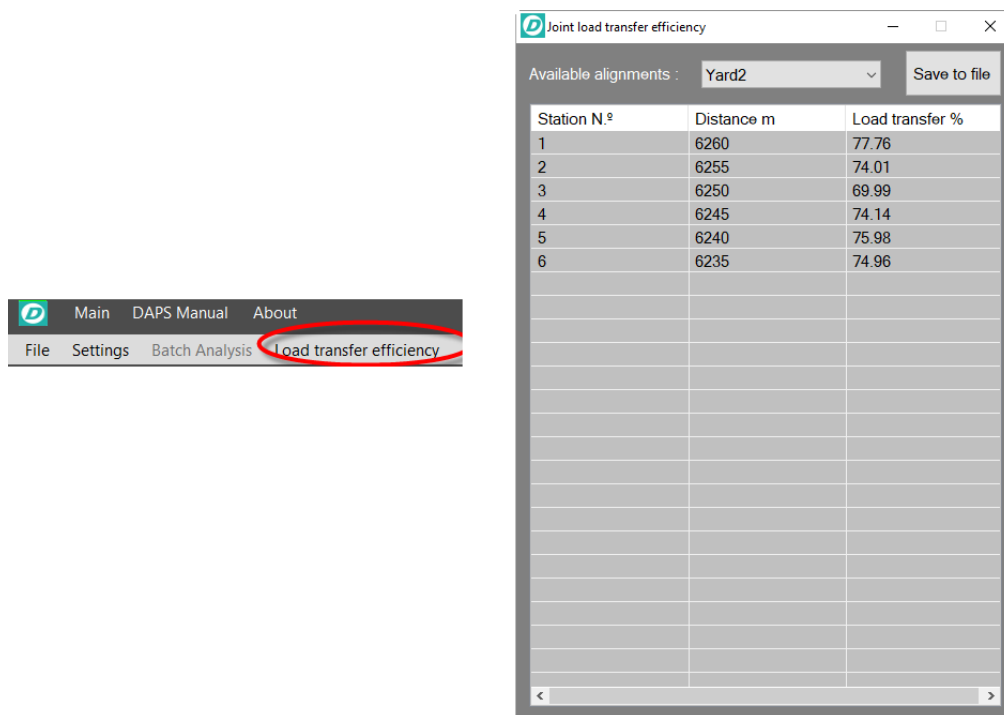 Main DAPS Manual About
File Settings Batch Analysis Load transfer efficiency
Joint load transfer efficiency
Available alignments : Yard2 Save to file
Station N.º Distance m Load transfer %
1 6260 77.76
2 6255 74.01
3 6250 69.99
4 6245 74.14
5 6240 75.98
6 6235 74.96